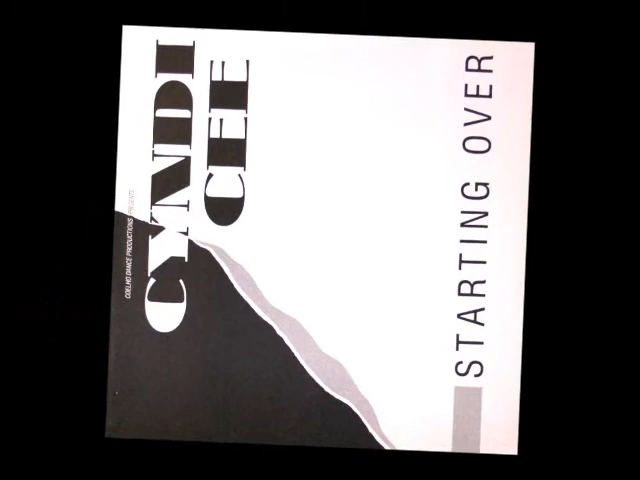 COELHO DANCE PRODUCTIONS PRESENTS
CYNDI
CEE
STARTING OVER